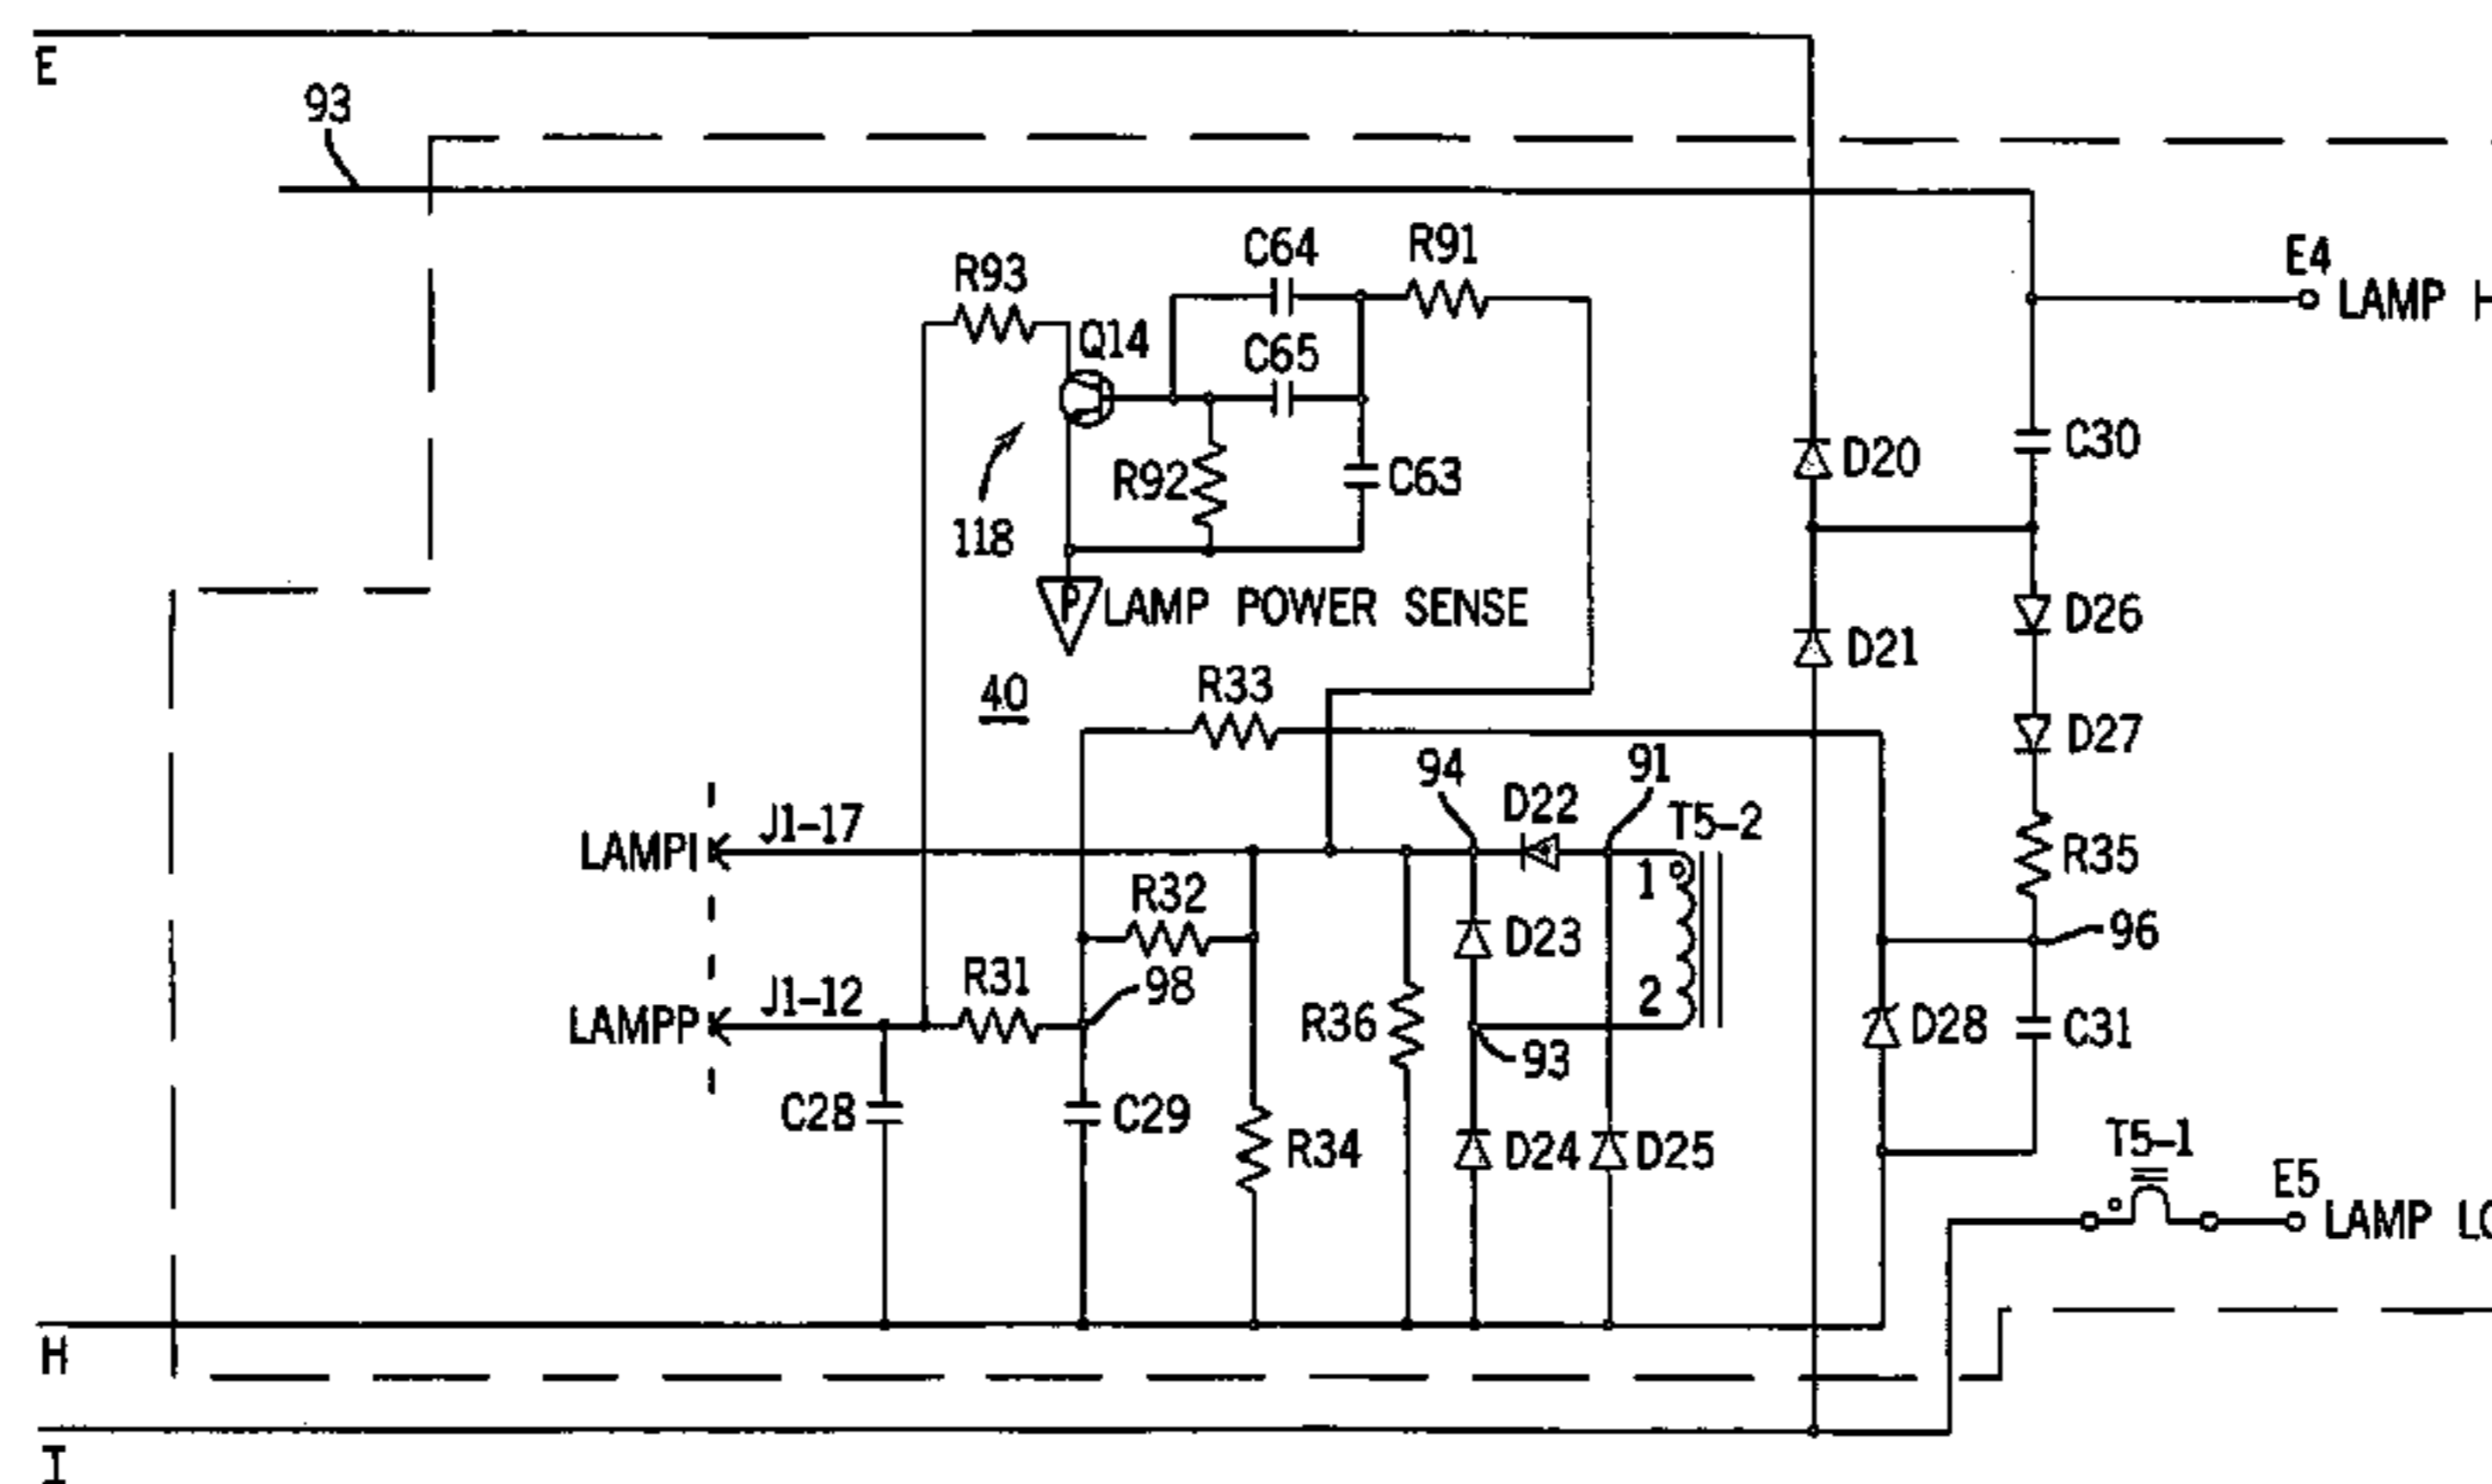 E
93
C64
R91
R93
E4
LAMP
Q14
C65
D20
C30
R92
C63
118
P
LAMP POWER SENSE
D26
D21
40
R33
D27
94
91
D22
T5-2
J1-17
LAMPI
1
R35
R32
D23
96
98
R31
J1-12
2
LAMPP
R36
D28
C31
93
C28
C29
R34
D24
D25
T5-1
E5
LAMP
H
I